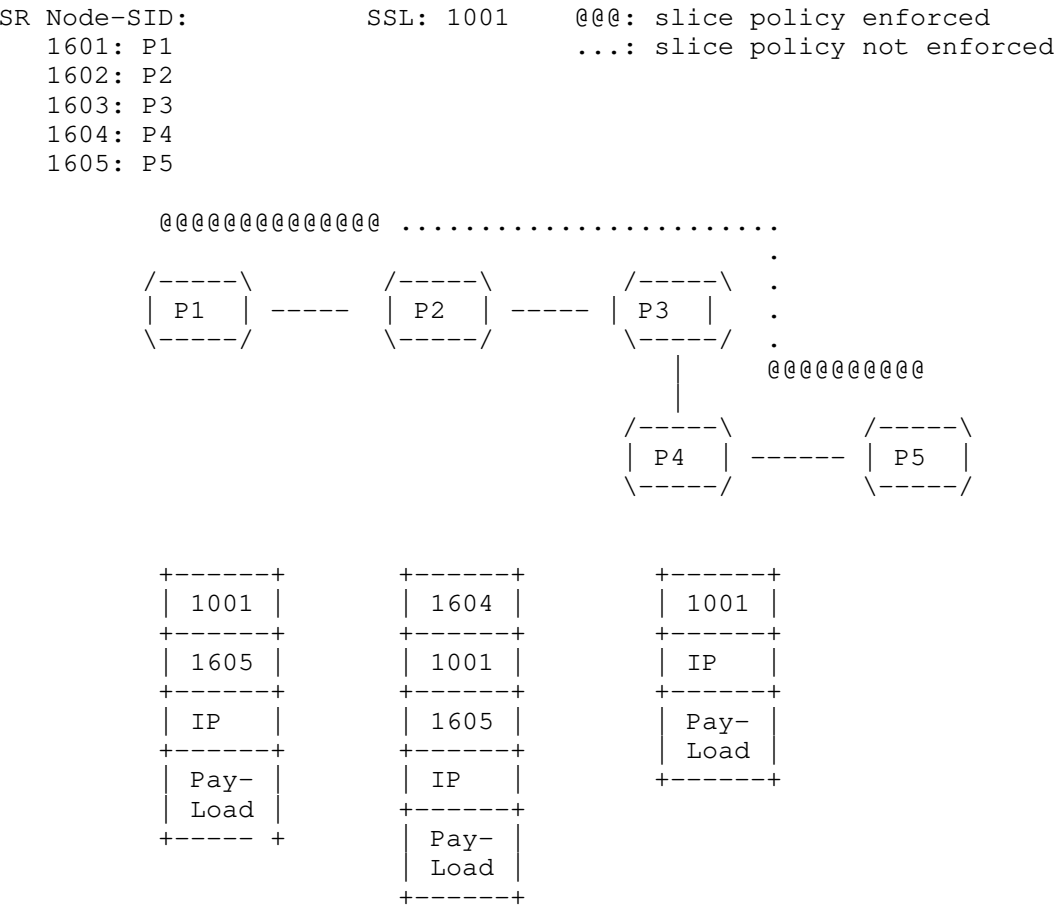 SR Node-SID:            SSL: 1001    @@@: slice policy enforced
   1601: P1                          ...: slice policy not enforced
   1602: P2
   1603: P3
   1604: P4
   1605: P5

          @@@@@@@@@@@@@@ ........................
                                                .
         /-----\        /-----\        /-----\  .
         | P1  | -----  | P2  | ----- | P3  |   .
         \-----/        \-----/        \-----/  .
                                          |     @@@@@@@@@@
                                          |
                                       /-----\        /-----\
                                       | P4  | ------ | P5  |
                                       \-----/        \-----/

          +------+       +------+        +------+
          | 1001 |       | 1604 |        | 1001 |
          +------+       +------+        +------+
          | 1605 |       | 1001 |        | IP   |
          +------+       +------+        +------+
          | IP   |       | 1605 |        | Pay- |
          +------+       +------+        | Load |
          | Pay- |       | IP   |        +------+
          | Load |       +------+
          +----- +       | Pay- |
                         | Load |
                         +------+